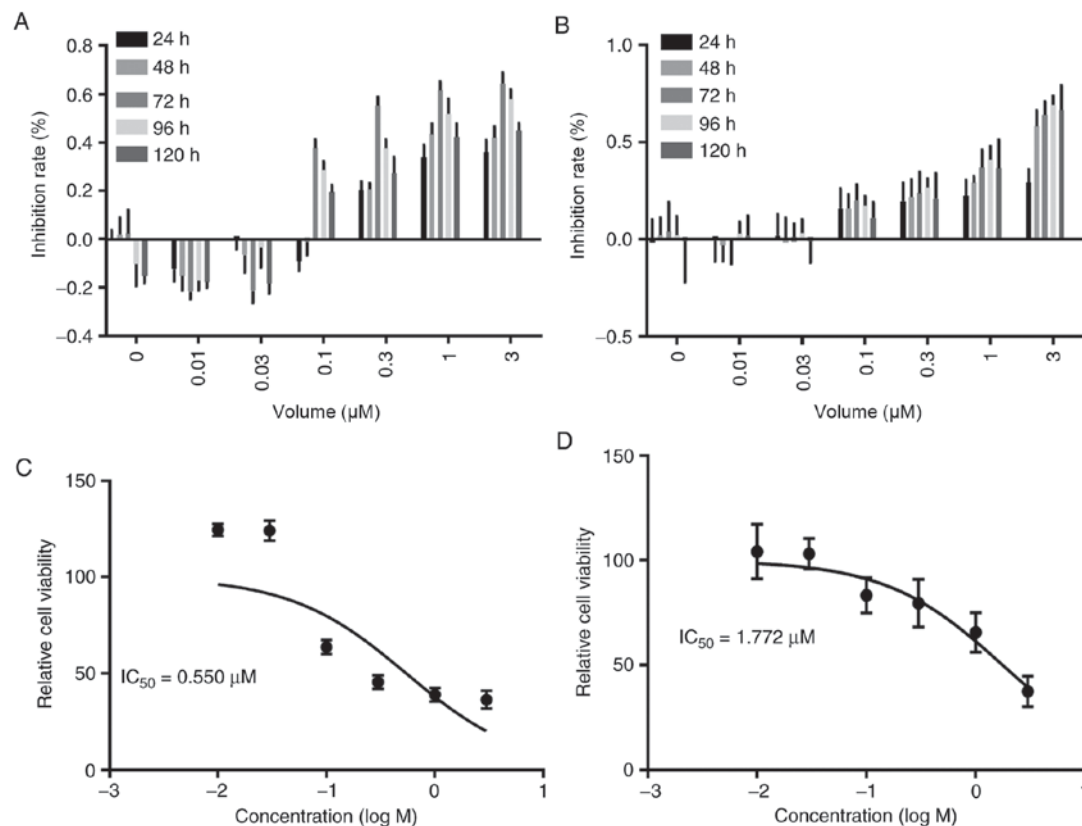 A
24 h
48 h
72 h
96 h
120 h
0.8
0.6
0.4
0.2
0.0
−0.2
−0.4
Inhibition rate (%)
0 0.01 0.03 0.1 0.3 1 3
Volume (µM)
B
24 h
48 h
72 h
96 h
120 h
1.0
0.5
0.0
−0.5
Inhibition rate (%)
0 0.01 0.03 0.1 0.3 1 3
Volume (µM)
C
150
100
50
0
Relative cell viability
IC50 = 0.550 µM
−3 −2 −1 0 1
Concentration (log M)
D
150
100
50
0
Relative cell viability
IC50 = 1.772 µM
−3 −2 −1 0 1
Concentration (log M)